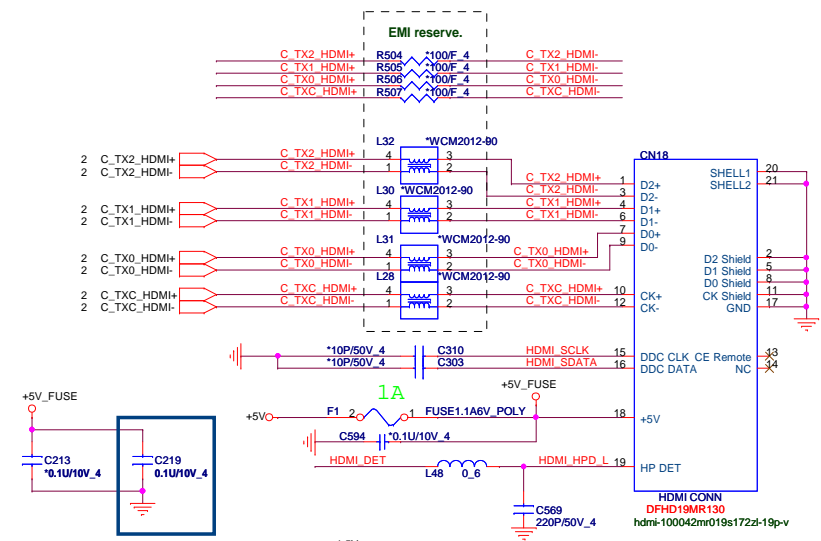 EMI reserve.
C_TX2_HDMI+ R504 *100/F_4 C_TX2_HDMI-
C_TX1_HDMI+ R505 *100/F_4 C_TX1_HDMI-
C_TX0_HDMI+ R506 *100/F_4 C_TX0_HDMI-
C_TXC_HDMI+ R507 *100/F_4 C_TXC_HDMI-
L32 *WCM2012-90
CN18
2 C_TX2_HDMI+ C_TX2_HDMI+ 4 3
2 C_TX2_HDMI- C_TX2_HDMI- 1 2
SHELL1 20
SHELL2 21
C_TX2_HDMI+ 1 D2+
C_TX2_HDMI- 3 D2-
L30 *WCM2012-90
2 C_TX1_HDMI+ C_TX1_HDMI+ 4 3 C_TX1_HDMI+ 4 D1+
2 C_TX1_HDMI- C_TX1_HDMI- 1 2 C_TX1_HDMI- 6 D1-
7 D0+
9 D0-
L31 *WCM2012-90
2 C_TX0_HDMI+ C_TX0_HDMI+ 4 3 C_TX0_HDMI+
2 C_TX0_HDMI- C_TX0_HDMI- 1 2 C_TX0_HDMI-
D2 Shield 2
D1 Shield 5
D0 Shield 8
CK Shield 11
GND 17
L28 *WCM2012-90
2 C_TXC_HDMI+ C_TXC_HDMI+ 4 3 C_TXC_HDMI+ 10 CK+
2 C_TXC_HDMI- C_TXC_HDMI- 1 2 C_TXC_HDMI- 12 CK-
*10P/50V_4 C310 HDMI_SCLK 15 DDC CLK CE Remote 13
*10P/50V_4 C303 HDMI_SDATA 16 DDC DATA NC 14
1A
+5V_FUSE
+5V_FUSE
+5V F1 2 1 FUSE1.1A6V_POLY 18 +5V
C594 *0.1U/10V_4
C213
*0.1U/10V_4
C219
0.1U/10V_4
HDMI_DET L48 0_6 HDMI_HPD_L 19 HP DET
C569
220P/50V_4
HDMI CONN
DFHD19MR130
hdmi-100042mr019s172zl-19p-v